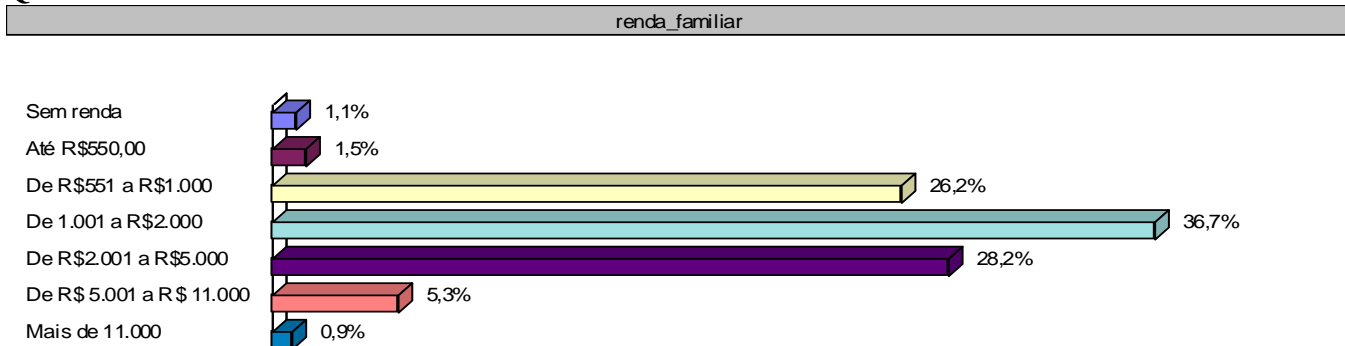 renda_familiar
Sem renda 1,1%
Até R$550,00 1,5%
De R$551 a R$1.000 26,2%
De 1.001 a R$2.000 36,7%
De R$2.001 a R$5.000 28,2%
De R$ 5.001 a R$ 11.000 5,3%
Mais de 11.000 0,9%